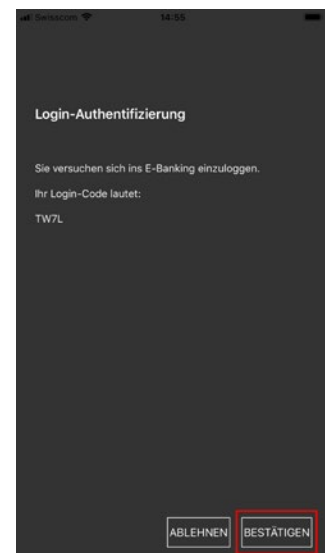 Swisscom 14:55
Login-Authentifizierung
Sie versuchen sich ins E-Banking einzuloggen.
Ihr Login-Code lautet:
TW7L
ABLEHNEN BESTÄTIGEN